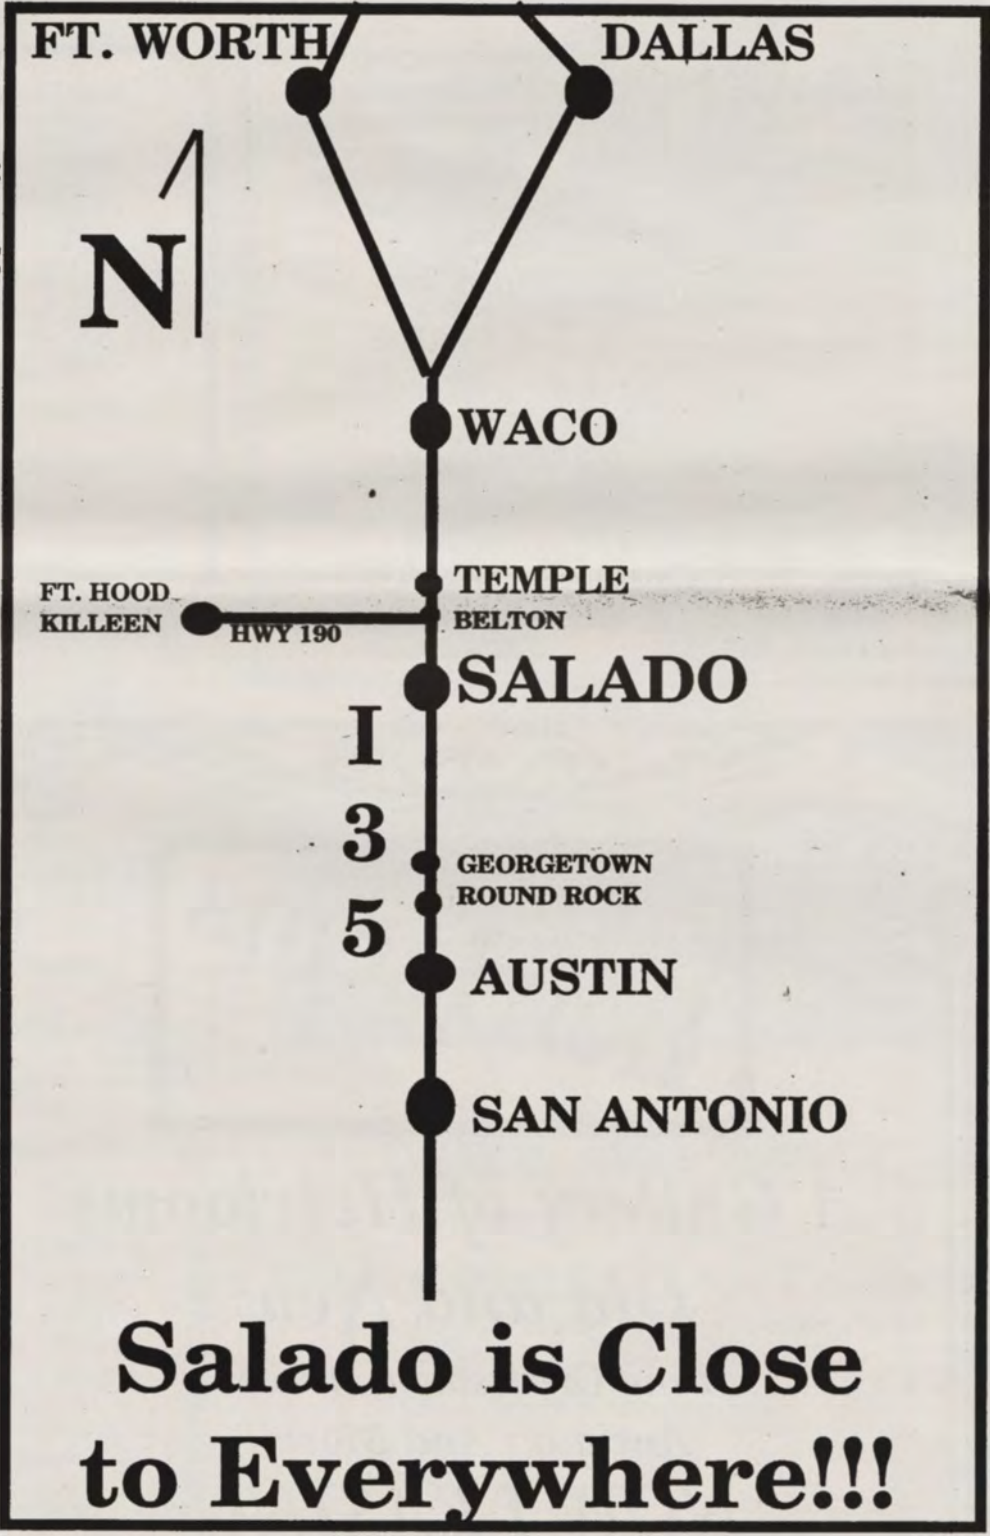 FT. WORTH
DALLAS
N
WACO
TEMPLE
FT. HOOD
KILLEEN
HWY 190
BELTON
SALADO
I
3
5
GEORGETOWN
ROUND ROCK
AUSTIN
SAN ANTONIO
Salado is Close
to Everywhere!!!